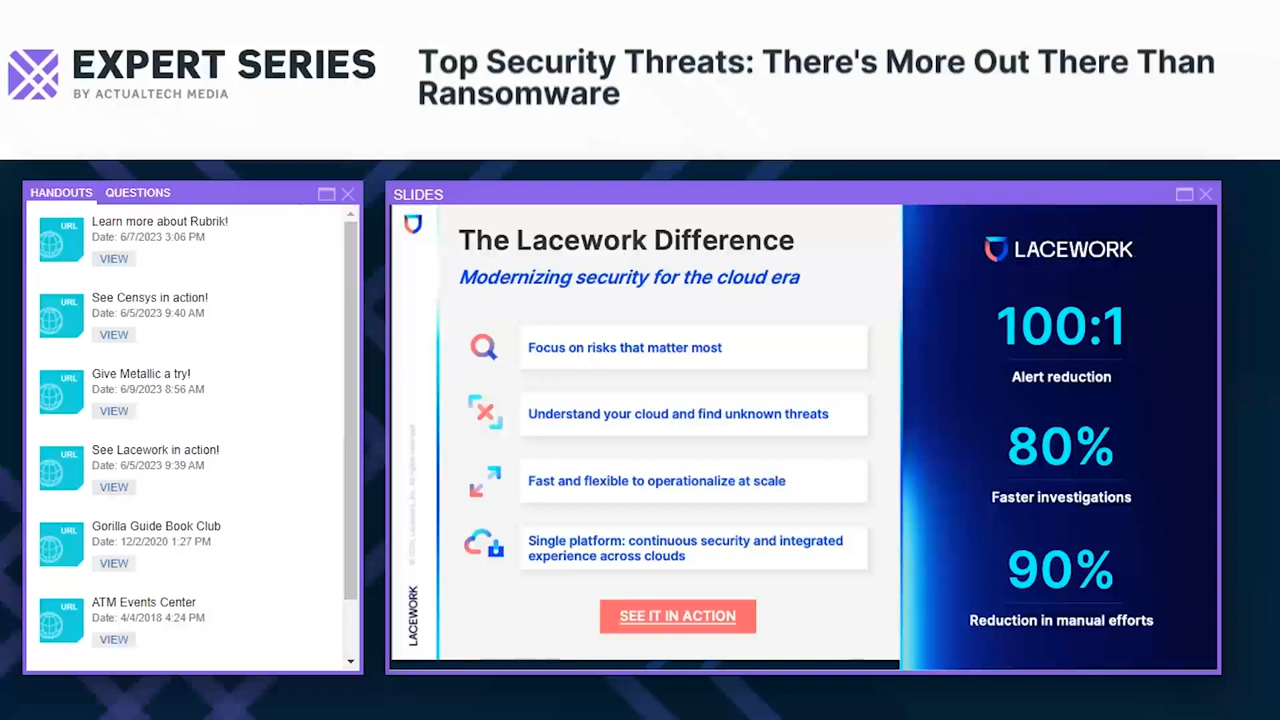 EXPERT SERIES
BY ACTUALTECH MEDIA
Top Security Threats: There's More Out There Than
Ransomware
HANDOUTS QUESTIONS
URL
Learn more about Rubrik!
Date: 6/7/2023 3:06 PM
VIEW
URL
See Censys in action!
Date: 6/5/2023 9:40 AM
VIEW
URL
Give Metallic a try!
Date: 6/9/2023 8:56 AM
VIEW
URL
See Lacework in action!
Date: 6/5/2023 9:39 AM
VIEW
URL
Gorilla Guide Book Club
Date: 12/2/2020 1:27 PM
VIEW
URL
ATM Events Center
Date: 4/4/2018 4:24 PM
VIEW
SLIDES
The Lacework Difference
Modernizing security for the cloud era
Focus on risks that matter most
Understand your cloud and find unknown threats
Fast and flexible to operationalize at scale
Single platform: continuous security and integrated
experience across clouds
SEE IT IN ACTION
LACEWORK
LACEWORK
100:1
Alert reduction
80%
Faster investigations
90%
Reduction in manual efforts